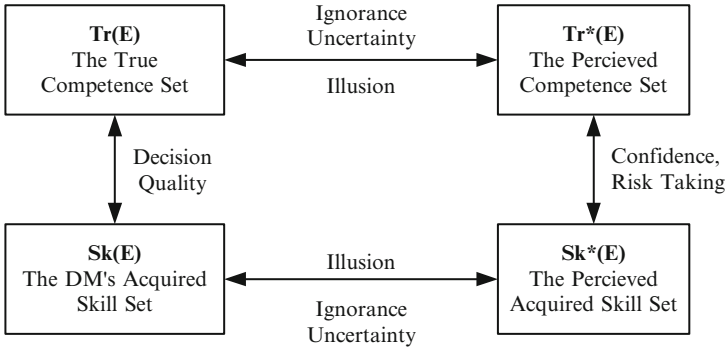 Tr(E)
The True
Competence Set
Ignorance
Uncertainty
Illusion
Tr*(E)
The Percieved
Competence Set
Decision
Quality
Confidence,
Risk Taking
Sk(E)
The DM's Acquired
Skill Set
Illusion
Ignorance
Uncertainty
Sk*(E)
The Percieved
Acquired Skill Set